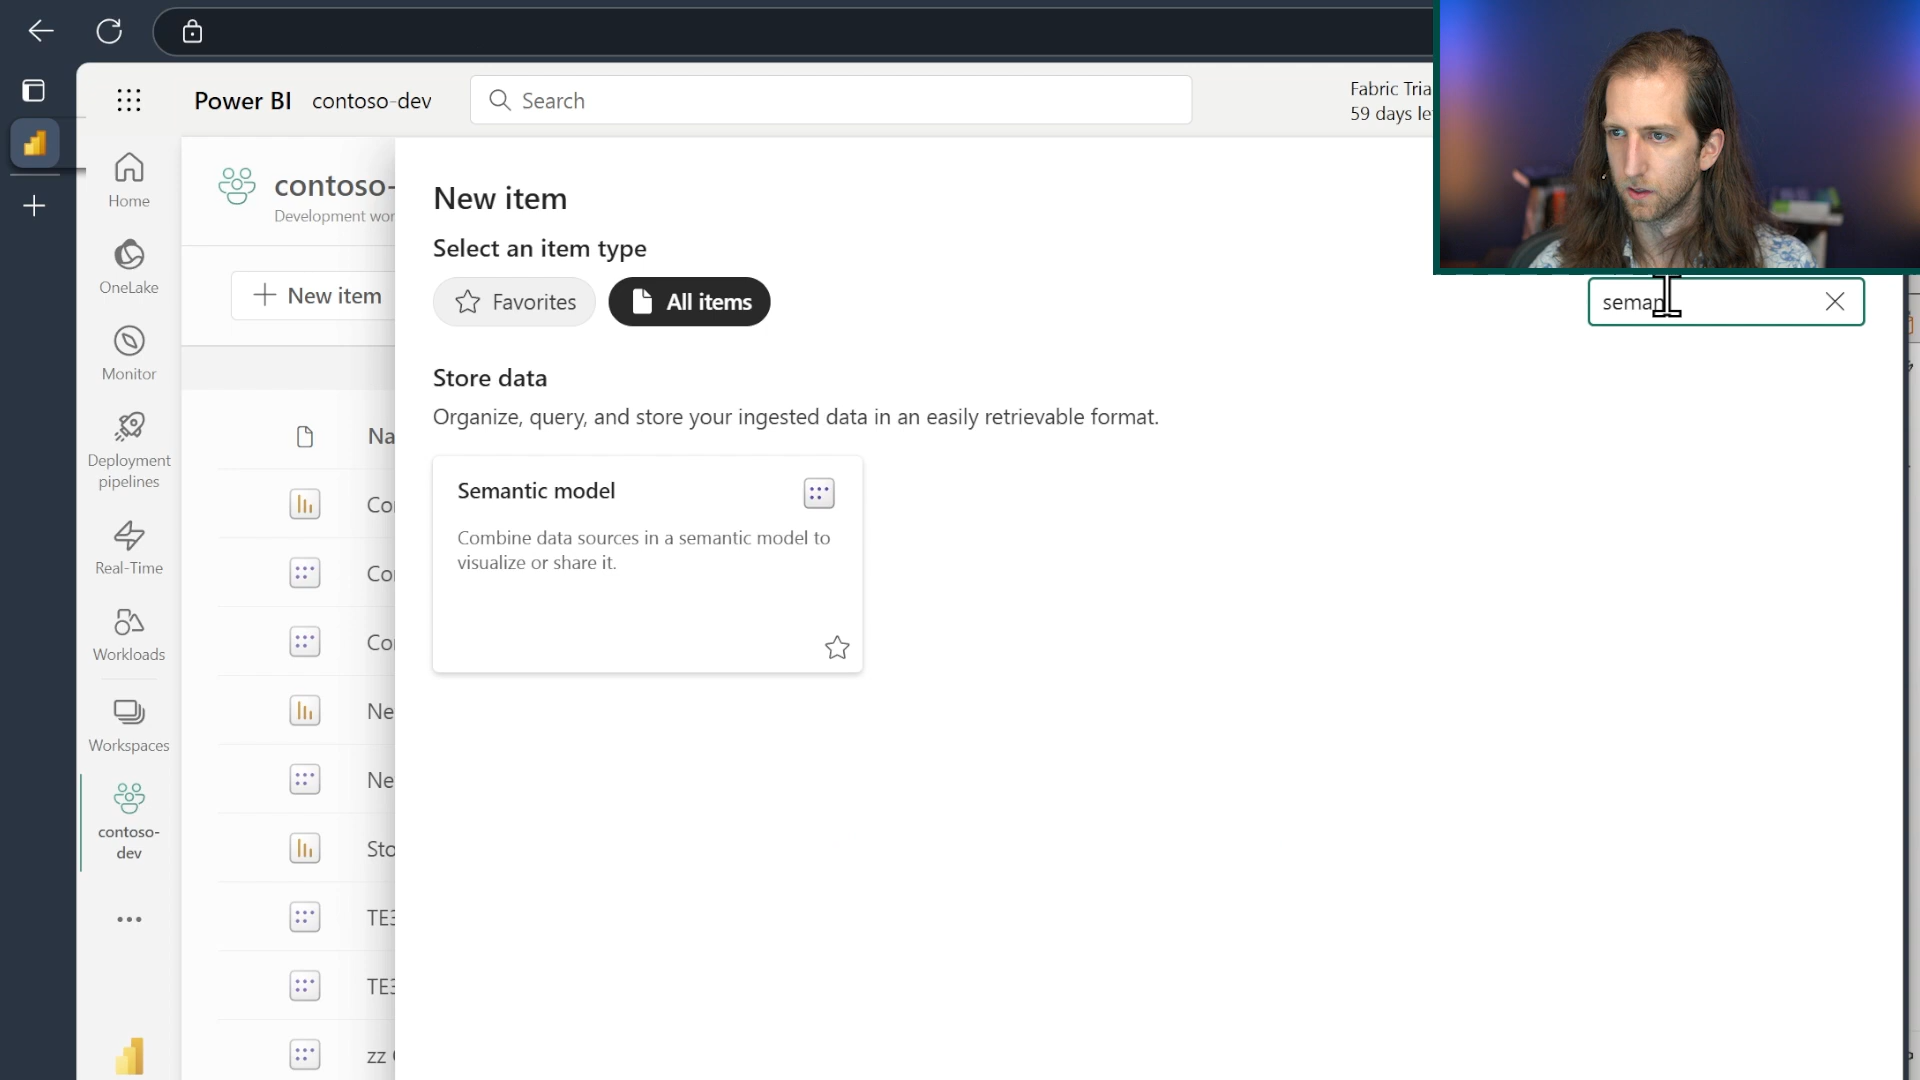 Power BI contoso-dev
Search
Fabric Tria
59 days le
Home
OneLake
Monitor
Deployment
pipelines
Real-Time
Workloads
Workspaces
contoso-
dev
contoso-
Development wor
New item
Na
Co
Co
Co
Ne
Ne
Sto
TE3
TE3
zz
New item
Select an item type
Favorites
All items
seman
Store data
Organize, query, and store your ingested data in an easily retrievable format.
Semantic model
Combine data sources in a semantic model to
visualize or share it.